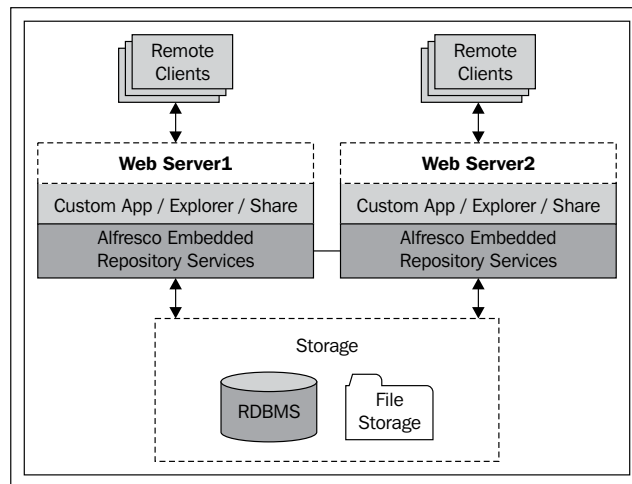 Remote
Clients
Remote
Clients
Web Server1
Web Server2
Custom App / Explorer / Share
Custom App / Explorer / Share
Alfresco Embedded
Repository Services
Alfresco Embedded
Repository Services
Storage
RDBMS
File
Storage